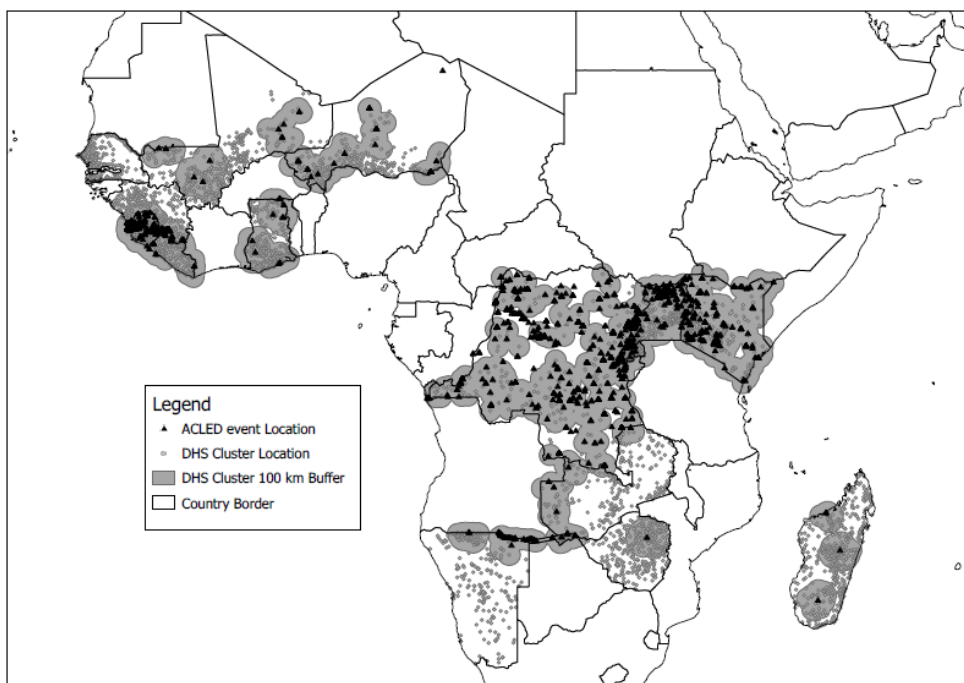 Legend
ACLED event Location
DHS Cluster Location
DHS Cluster 100 km Buffer
Country Border